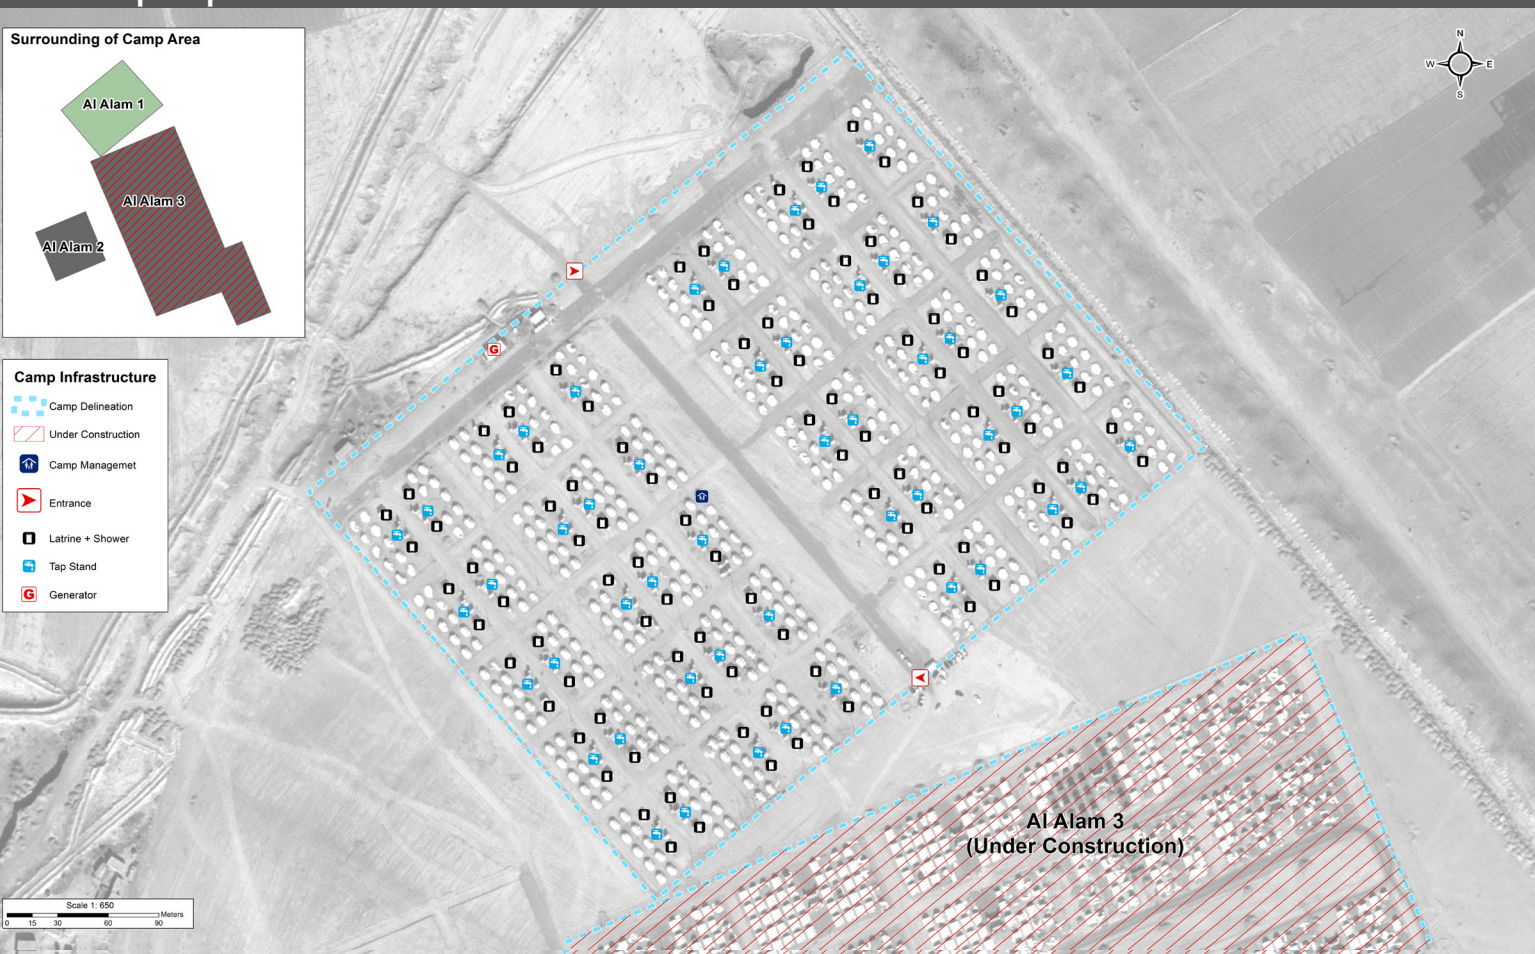 Surrounding of Camp Area
Al Alam 1
Al Alam 3
Al Alam 2
Camp Infrastructure
Camp Delineation
Under Construction
Camp Managemet
Entrance
Latrine + Shower
Tap Stand
G Generator
Scale 1: 650
Meters
0 15 30 60 90
N
W E
S
G
Al Alam 3
(Under Construction)